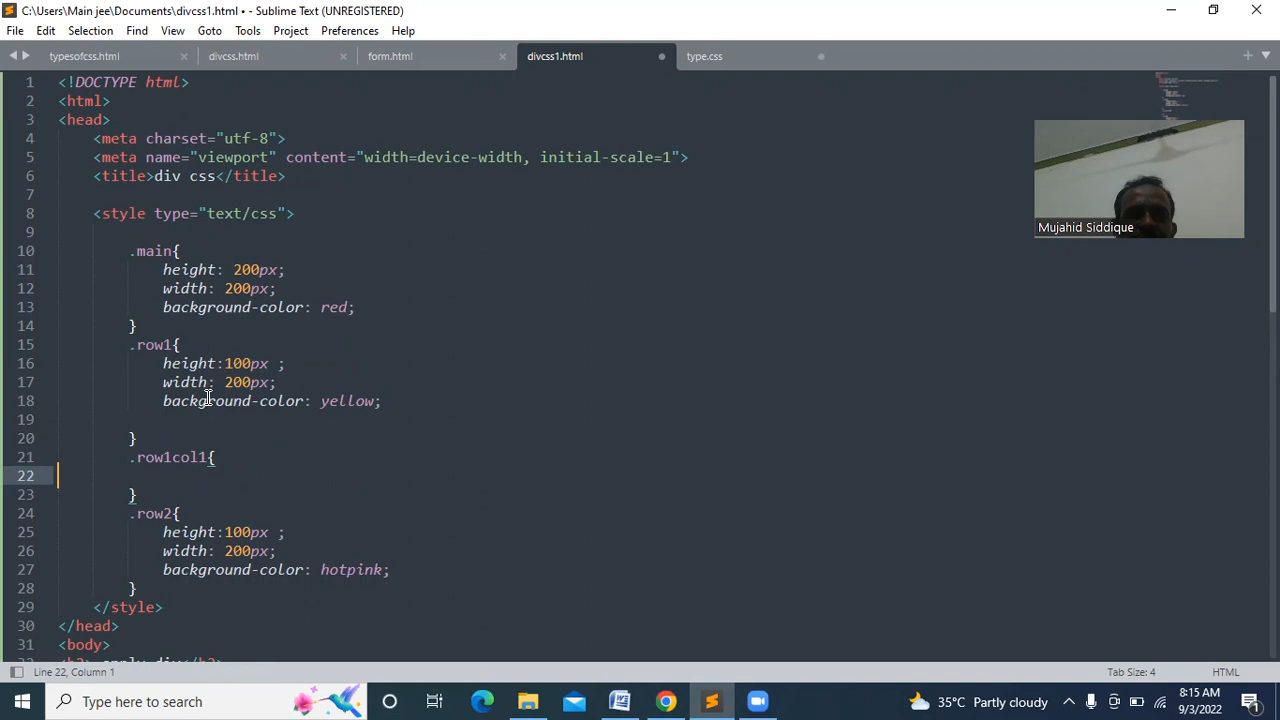 C:\Users\Main jee\Documents\divcss1.html • - Sublime Text (UNREGISTERED)
File Edit Selection Find View Goto Tools Project Preferences Help
typesofcss.html divcss.html form.html divcss1.html type.css
1 <!DOCTYPE html>
2 <html>
3 <head>
4 <meta charset="utf-8">
5 <meta name="viewport" content="width=device-width, initial-scale=1">
6 <title>div css</title>
7
8 <style type="text/css">
9
10 .main{
11 height: 200px;
12 width: 200px;
13 background-color: red;
14 }
15 .row1{
16 height:100px ;
17 width: 200px;
18 background-color: yellow;
19
20 }
21 .row1col1{
22
23 }
24 .row2{
25 height:100px ;
26 width: 200px;
27 background-color: hotpink;
28 }
29 </style>
30 </head>
31 <body>
Mujahid Siddique
Line 22, Column 1 Tab Size: 4 HTML
Type here to search 35°C Partly cloudy 8:15 AM
9/3/2022 1